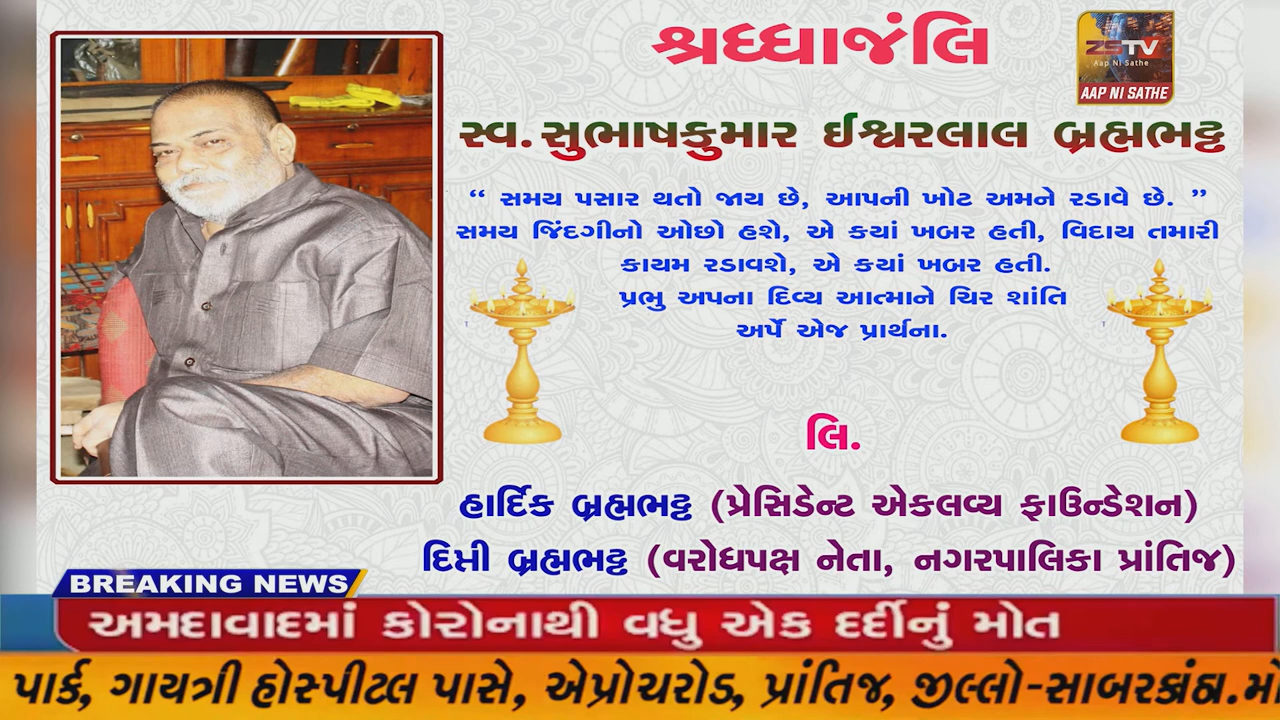 શ્રધ્ધાજંલિ
ZSTV
Aap Ni Sathe
AAP NI SATHE
સ્વ. સુભાષકુમાર ઈશ્વરલાલ બ્રહ્મભટ્ટ
“ સમય પસાર થતો જાય છે, આપની ખોટ અમને રડાવે છે. ”
સમય જિંદગીનો ઓછો હશે, એ કયાં ખબર હતી, વિદાય તમારી
કાયમ રડાવશે, એ કયાં ખબર હતી.
પ્રભુ અપના દિવ્ય આત્માને ચિર શાંતિ
અર્પે એજ પ્રાર્થના.
લિ.
હાર્દિક બ્રહ્મભટ્ટ (પ્રેસિડેન્ટ એકલવ્ય ફાઉન્ડેશન)
દિપ્તી બ્રહ્મભટ્ટ (વરોધપક્ષ નેતા, નગરપાલિકા પ્રાંતિજ)
BREAKING NEWS
અમદાવાદમાં કોરોનાથી વધુ એક દર્દીનું મોત
પાર્ક, ગાયત્રી હોસ્પીટલ પાસે, એપ્રોચરોડ, પ્રાંતિજ, જીલ્લો-સાબરકાંઠા.મો